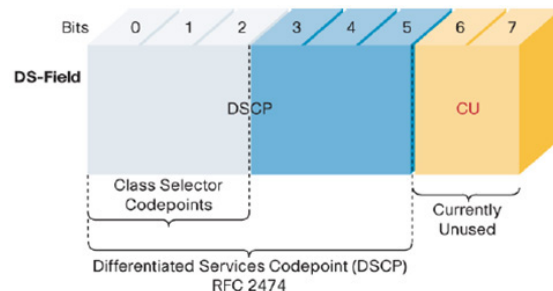 Bits 0 1 2 3 4 5 6 7
DS-Field
DSCP
CU
Class Selector
Codepoints
Currently
Unused
Differentiated Services Codepoint (DSCP)
RFC 2474